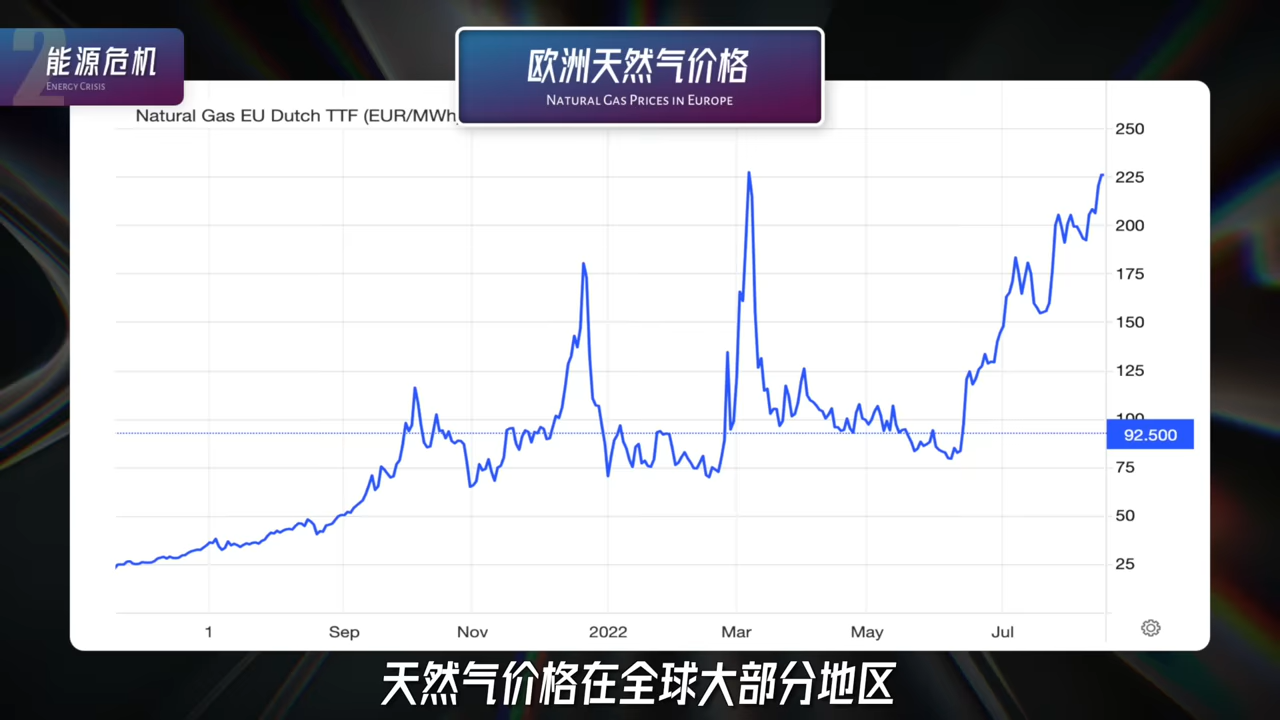 2
能源危机
Energy Crisis
欧洲天然气价格
Natural Gas Prices in Europe
Natural Gas EU Dutch TTF (EUR/MWh
250
225
200
175
150
125
100
92.500
75
50
25
1 Sep Nov 2022 Mar May Jul
天然气价格在全球大部分地区